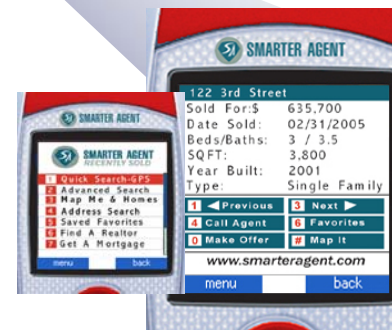 SMARTER AGENT
122 3rd Street
Sold For:$ 635,700
Date Sold: 02/31/2005
Beds/Baths: 3 / 3.5
SQFT: 3,800
Year Built: 2001
Type: Single Family
1 Previous 3 Next
4 Call Agent 6 Favorites
0 Make Offer # Map It
www.smarteragent.com
menu back
SMARTER AGENT
SMARTER AGENT
RECENTLY SOLD
1 Quick Search-GPS
2 Advanced Search
3 Map Me & Homes
4 Address Search
5 Saved Favorites
6 Find A Realtor
7 Get A Mortgage
menu back